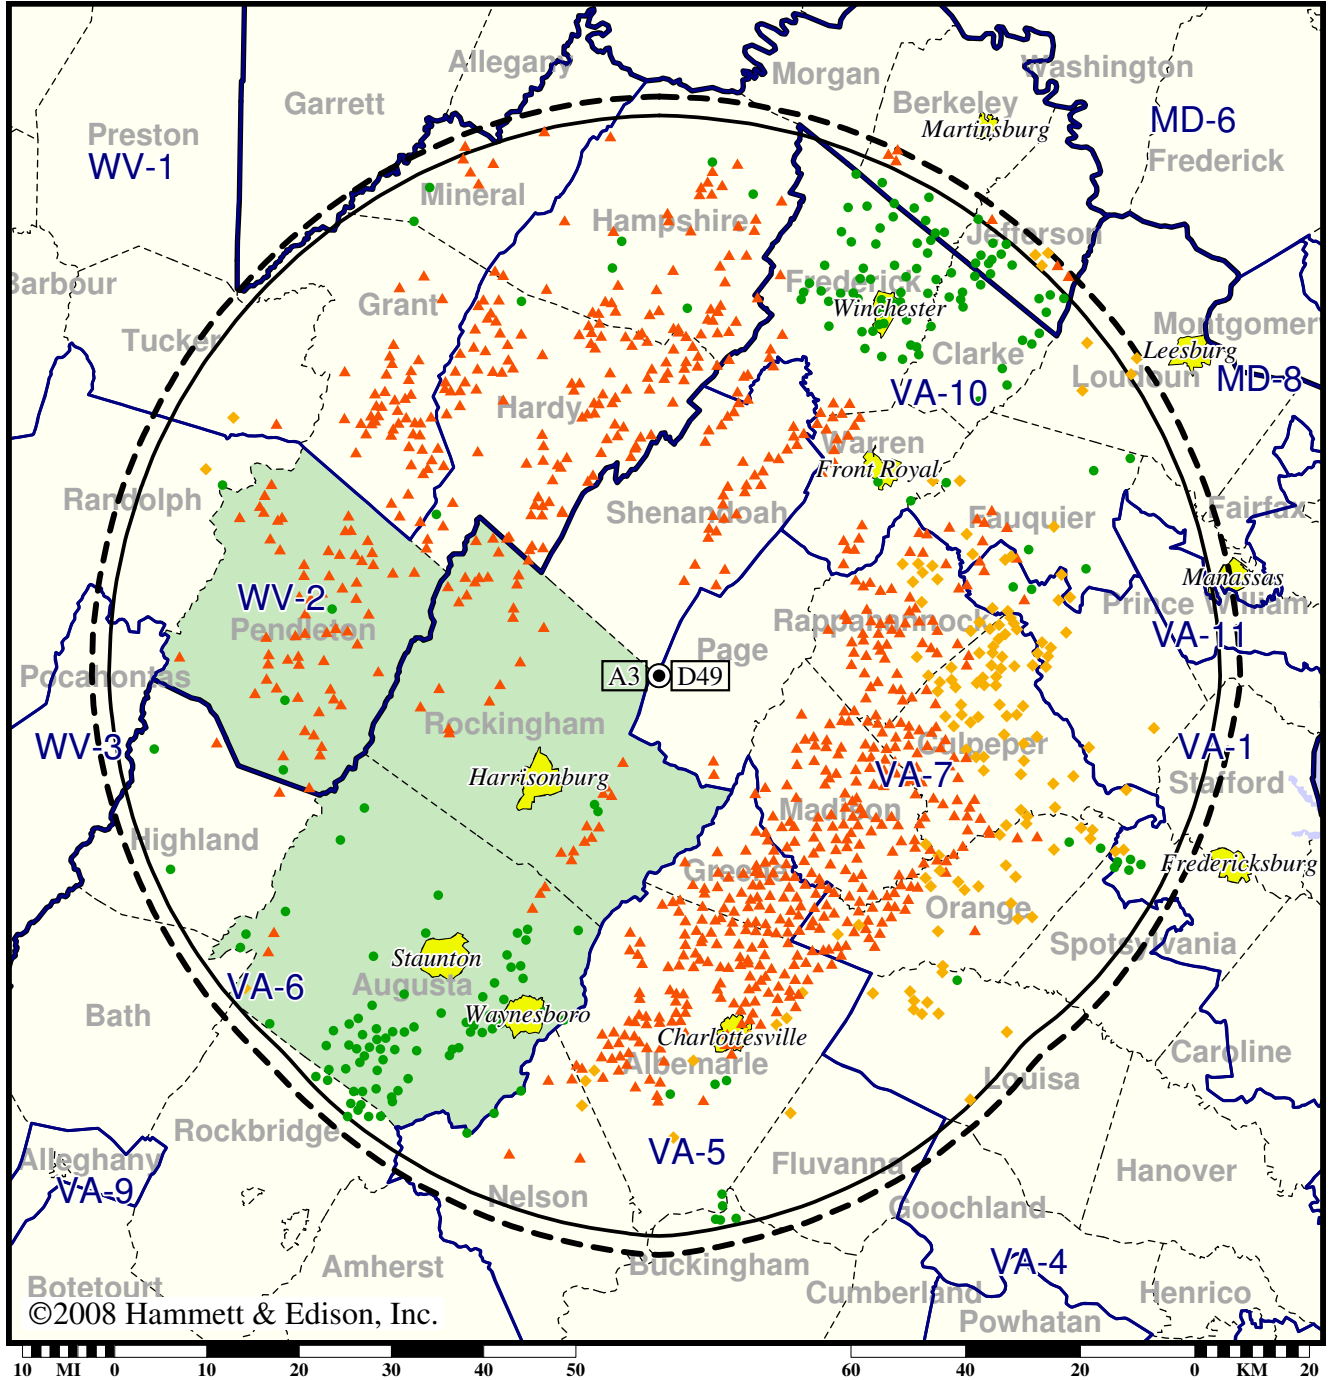 Allegany
Morgan
Washington
Garrett
Berkeley
Martinsburg
MD-6
Preston
WV-1
Frederick
Mineral
Hampshire
Jefferson
Barbour
Grant
Frederick
Winchester
Tucker
Montgomer
Leesburg
Clarke
Loudoun
MD-8
VA-10
Hardy
Warren
Front Royal
Randolph
Shenandoah
Fauquier
Fairfax
Manassas
WV-2
Pendleton
Rappahannock
Prince William
VA-11
Page
Pocahontas
A3
D49
Rockingham
WV-3
Culpeper
VA-1
VA-7
Stafford
Harrisonburg
Madison
Highland
Greene
Fredericksburg
Orange
Spotsylvania
Staunton
VA-6
Augusta
Waynesboro
Bath
Charlottesville
Albemarle
Caroline
Louisa
Rockbridge
VA-5
Alleghany
VA-9
Fluvanna
Hanover
Nelson
Goochland
Amherst
Buckingham
VA-4
Botetourt
Cumberland
Henrico
©2008 Hammett & Edison, Inc.
Powhatan
10 MI 0 10 20 30 40 50 60 40 20 0 KM 20